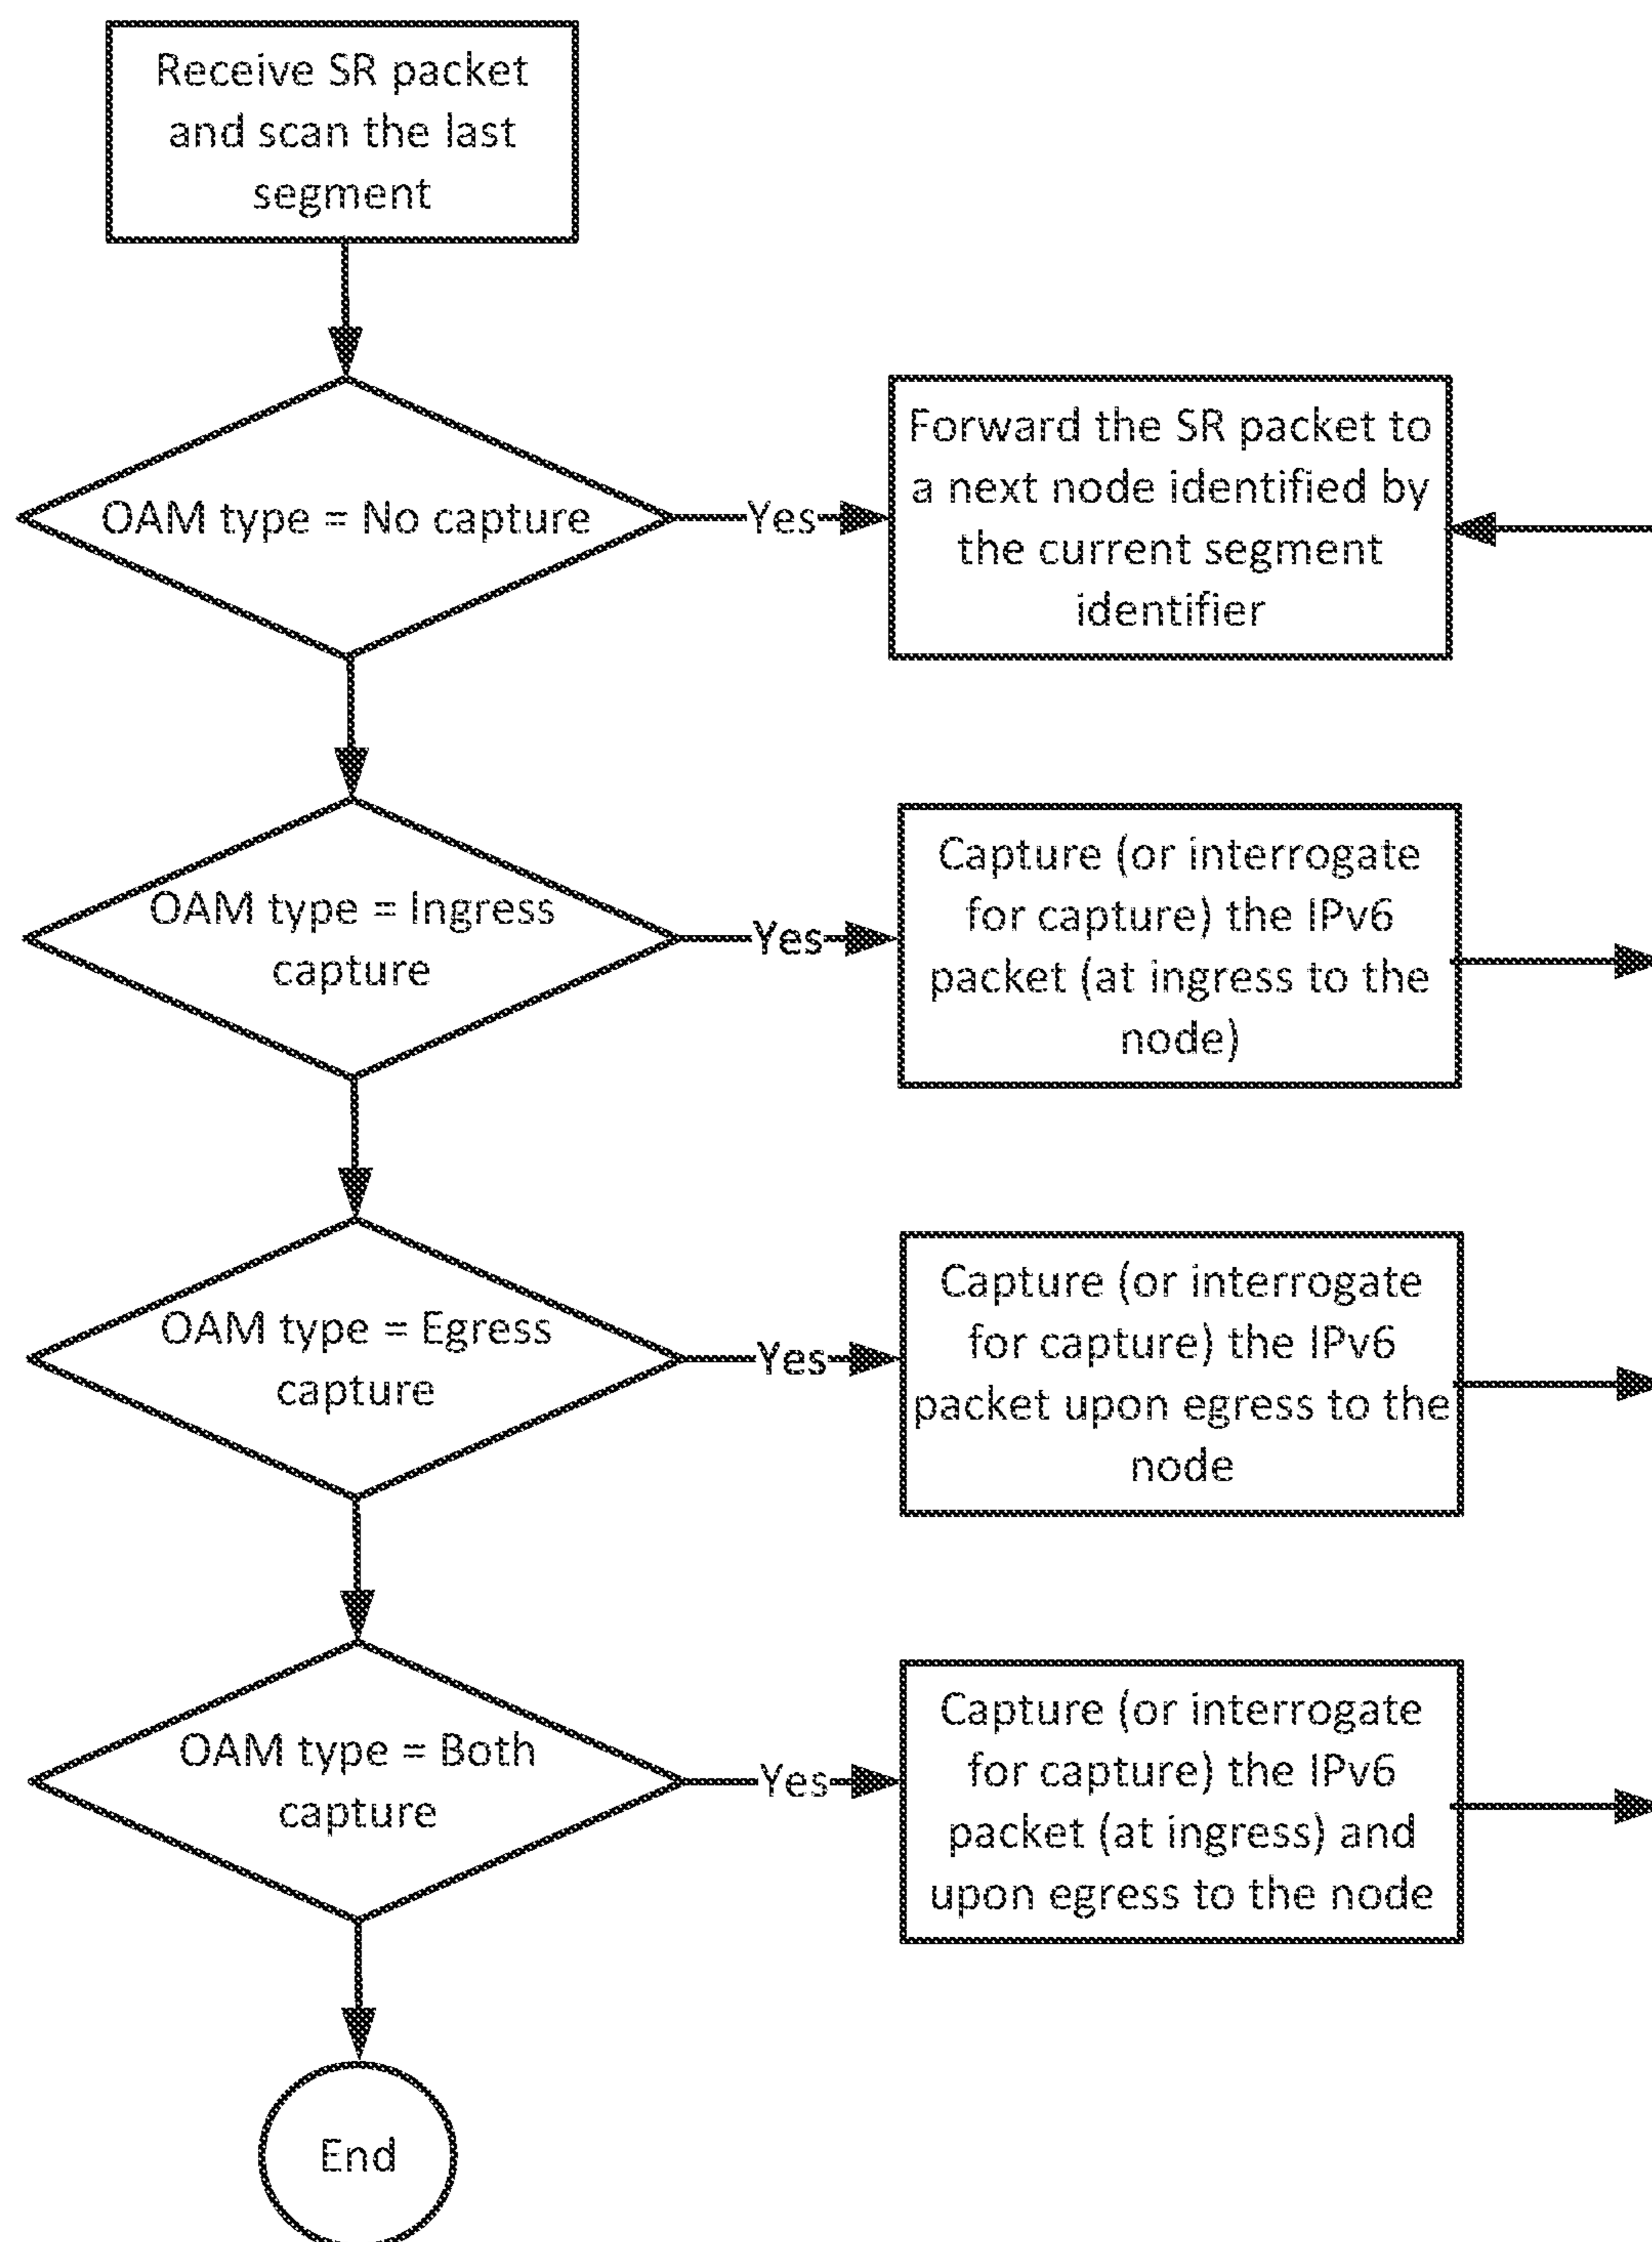 Receive SR packet
and scan the last
segment
OAM type = No capture
Yes
Forward the SR packet to
a next node identified by
the current segment
identifier
OAM type = Ingress
capture
Yes
Capture (or interrogate
for capture) the IPv6
packet (at ingress to the
node)
OAM type = Egress
capture
Yes
Capture (or interrogate
for capture) the IPv6
packet upon egress to the
node
OAM type = Both
capture
Yes
Capture (or interrogate
for capture) the IPv6
packet (at ingress) and
upon egress to the node
End